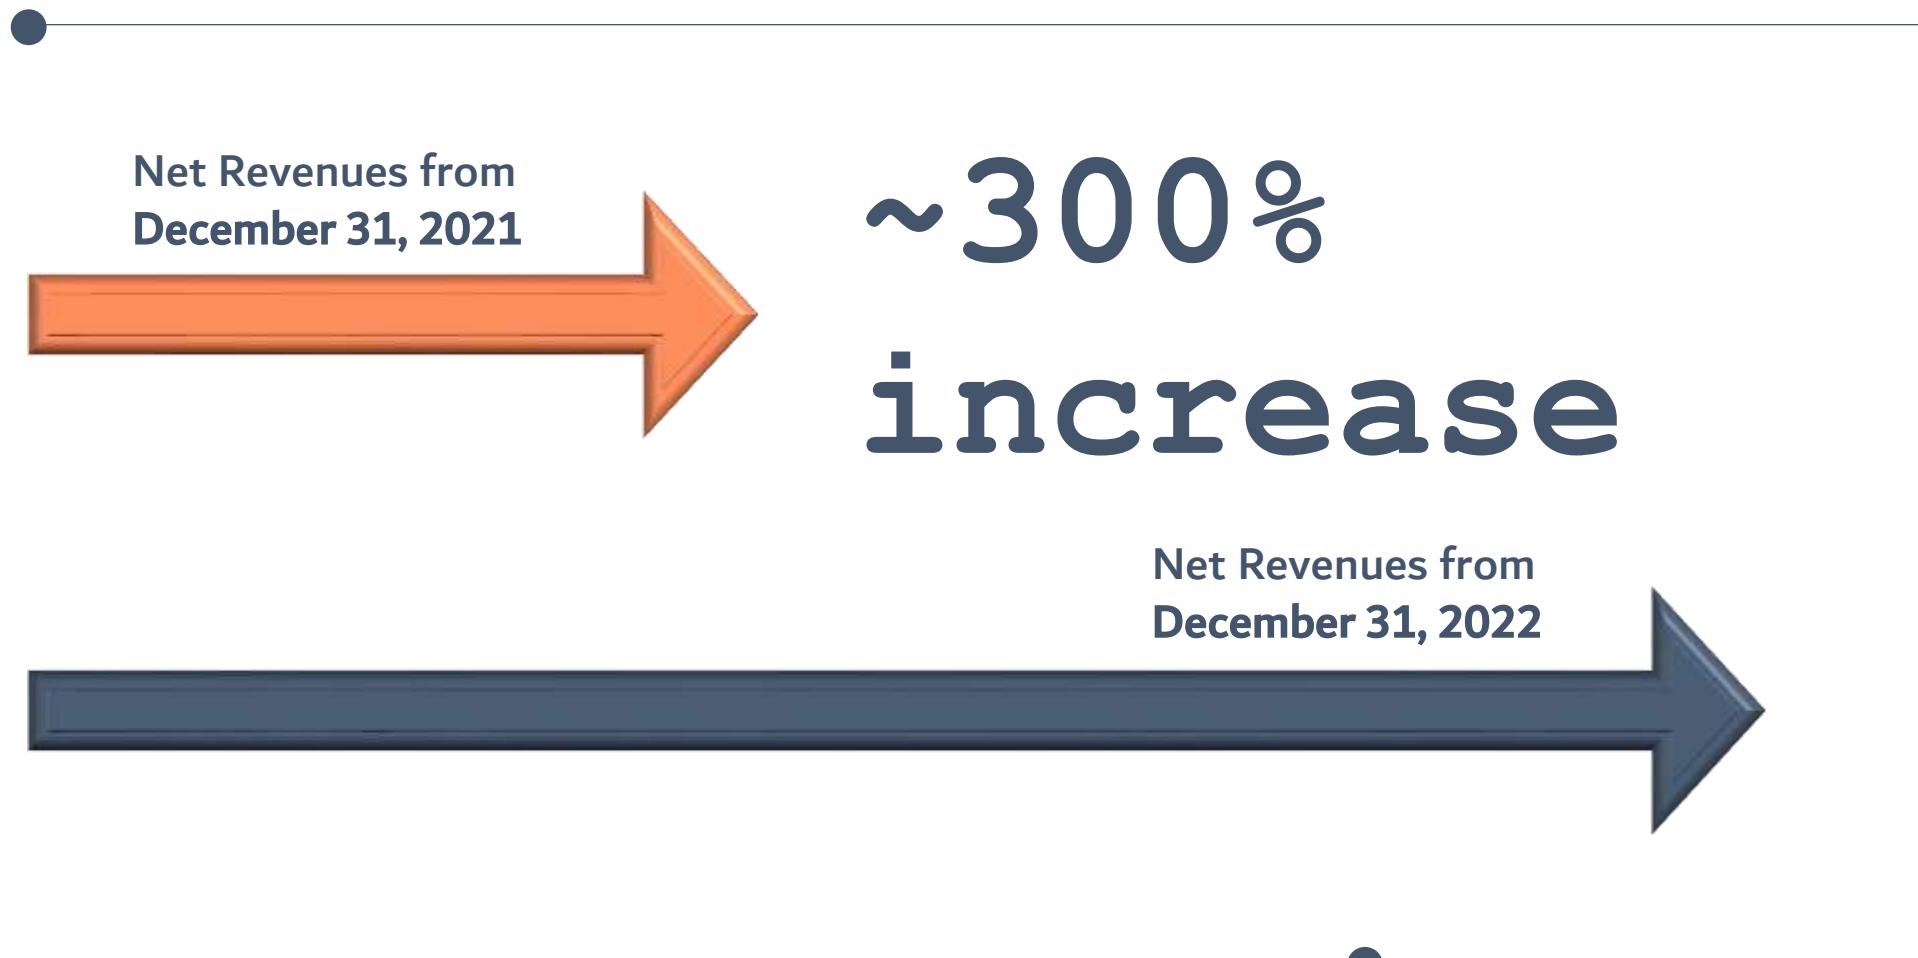 Net Revenues from
December 31, 2021
~300%
increase
Net Revenues from
December 31, 2022